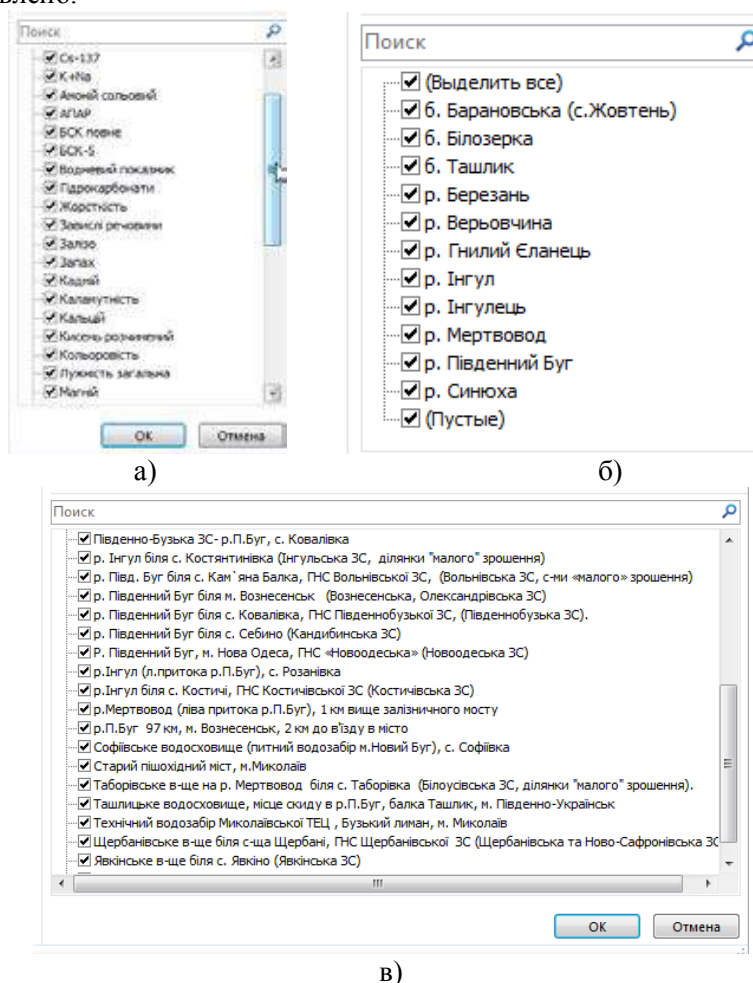 Поиск
Cs-137
K+Na
Аноній сольовий
АПАР
БСК повне
БСК-5
Водневий показник
Гідрокарбонати
Жорсткість
Завислі речовини
Залізо
Запах
Кадмій
Каламутність
Кальцій
Кисень розчинений
Кольоровість
Лужність загальна
Магній
ОК
Отмена
а)
Поиск
(Выделить все)
б. Барановська (с.Жовтень)
б. Білозерка
б. Ташлик
р. Березань
р. Верьовчина
р. Гнилий Єланець
р. Інгул
р. Інгулець
р. Мертвовод
р. Південний Буг
р. Синюха
(Пустые)
б)
Поиск
Південно-Бузька ЗС- р.П.Буг, с. Ковалівка
р. Інгул біля с. Костянтинівка (Інгульська ЗС, ділянки "малого" зрошення)
р. Півд. Буг біля с. Кам`яна Балка, ГНС Вольнівської ЗС, (Вольнівська ЗС, с-ми «малого» зрошення)
р. Південний Буг біля м. Вознесенськ (Вознесенська, Олександрівська ЗС)
р. Південний Буг біля с. Ковалівка, ГНС Південнобузької ЗС, (Південнобузька ЗС).
р. Південний Буг біля с. Себино (Кандибинська ЗС)
Р. Південний Буг, м. Нова Одеса, ГНС «Новоодеська» (Новоодеська ЗС)
р.Інгул (л.притока р.П.Буг), с. Розанівка
р.Інгул біля с. Костичі, ГНС Костичівської ЗС (Костичівська ЗС)
р.Мертвовод (ліва притока р.П.Буг), 1 км вище залізничного мосту
р.П.Буг 97 км, м. Вознесенськ, 2 км до в'їзду в місто
Софіївське водосховище (питний водозабір м.Новий Буг), с. Софіївка
Старий пішохідний міст, м.Миколаїв
Таборівське в-ще на р. Мертвовод біля с. Таборівка (Білоусівська ЗС, ділянки "малого" зрошення).
Ташлицьке водосховище, місце скиду в р.П.Буг, балка Ташлик, м. Південно-Українськ
Технічний водозабір Миколаївської ТЕЦ , Бузький лиман, м. Миколаїв
Щербанівське в-ще біля с-ща Щербані, ГНС Щербанівської ЗС (Щербанівська та Ново-Сафронівська ЗС
Явкінське в-ще біля с. Явкіно (Явкінська ЗС)
ОК
Отмена
в)